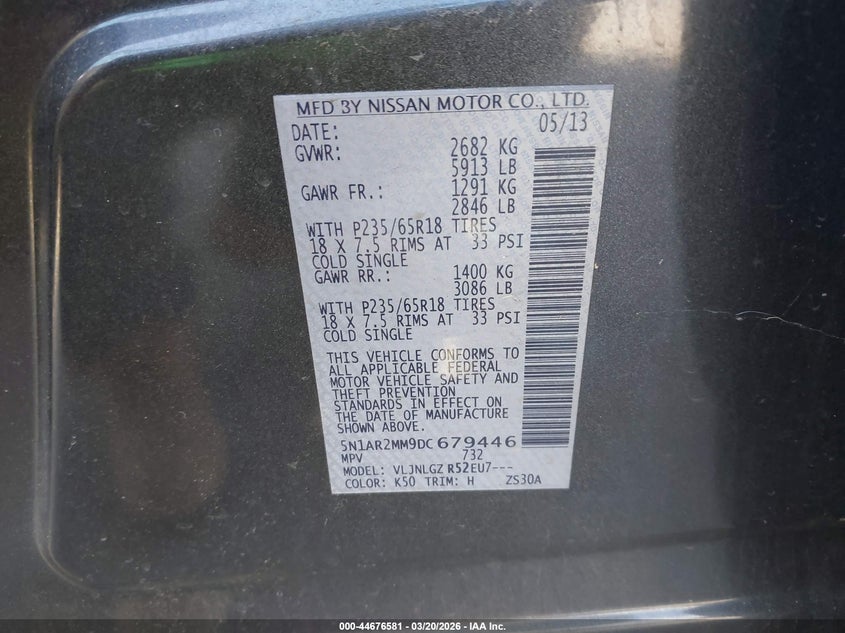 MFD BY NISSAN MOTOR CO., LTD.
DATE: 05/13
GVWR: 2682 KG
5913 LB
GAWR FR.: 1291 KG
2846 LB
WITH P235/65R18 TIRES
18 X 7.5 RIMS AT 33 PSI
COLD SINGLE
GAWR RR.: 1400 KG
3086 LB
WITH P235/65R18 TIRES
18 X 7.5 RIMS AT 33 PSI
COLD SINGLE
THIS VEHICLE CONFORMS TO
ALL APPLICABLE FEDERAL
MOTOR VEHICLE SAFETY AND
THEFT PREVENTION
STANDARDS IN EFFECT ON
THE DATE OF MANUFACTURE
SHOWN ABOVE.
5N1AR2MM9DC679446
MPV 732
MODEL: VLJNLGZ R52EU7---
COLOR: K50 TRIM: H ZS30A
000-44676581 - 03/20/2026 - IAA Inc.